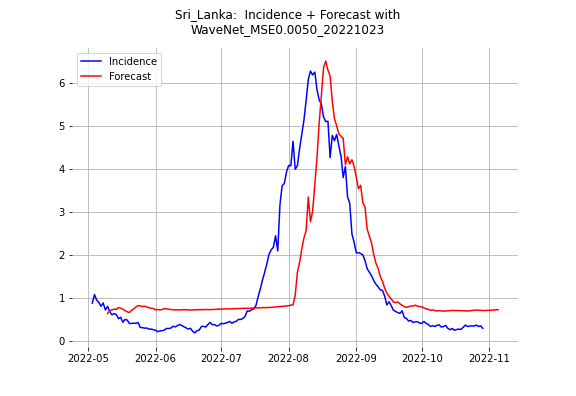 Sri_Lanka:  Incidence + Forecast with
WaveNet_MSE0.0050_20221023
Incidence
Forecast
6
5
4
3
2
1
0
2022-05 2022-06 2022-07 2022-08 2022-09 2022-10 2022-11